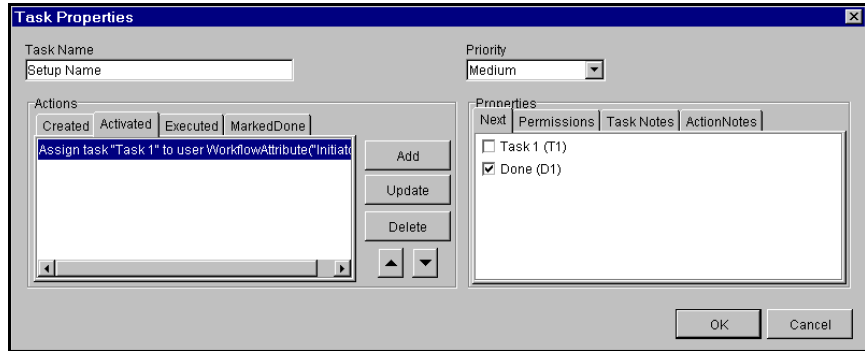 Task Properties
Task Name
Priority
Setup Name
Medium
Actions
Properties
Created Activated Executed MarkedDone
Next Permissions Task Notes ActionNotes
Assign task "Task 1" to user WorkflowAttribute("Initiato
Task 1 (T1)
Done (D1)
Add
Update
Delete
OK Cancel